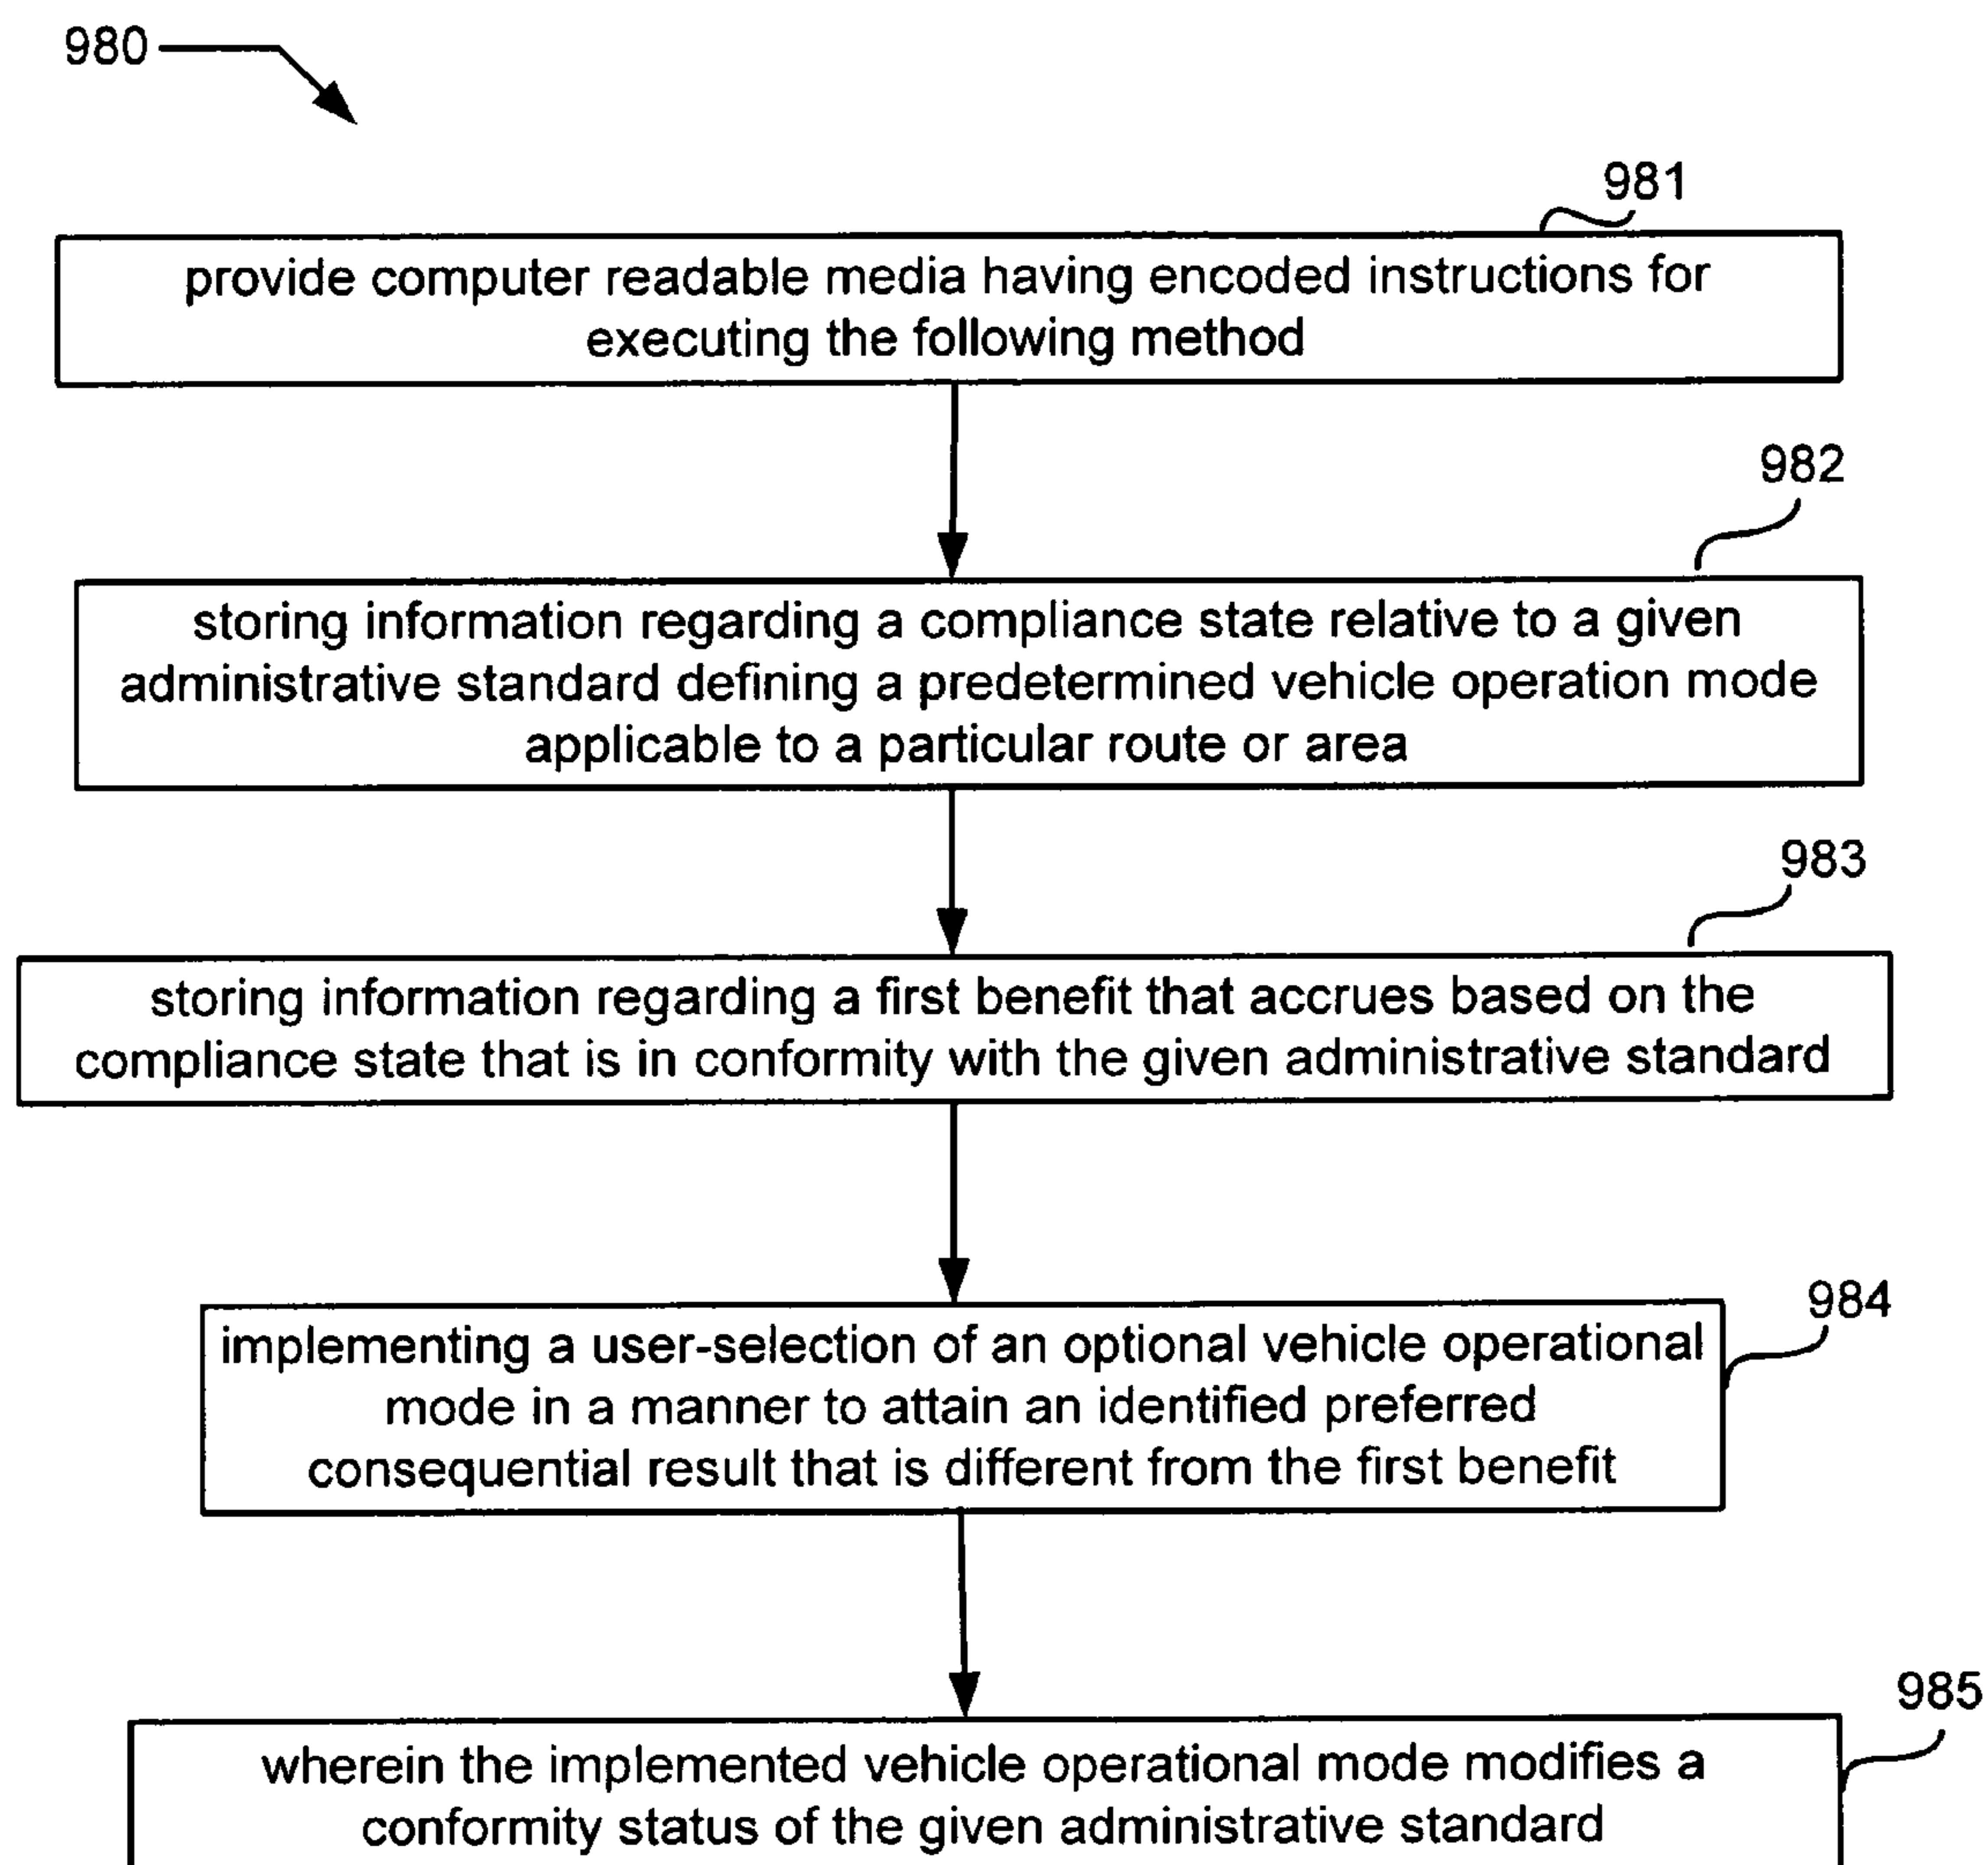 980
981
provide computer readable media having encoded instructions for
executing the following method
982
storing information regarding a compliance state relative to a given
administrative standard defining a predetermined vehicle operation mode
applicable to a particular route or area
983
storing information regarding a first benefit that accrues based on the
compliance state that is in conformity with the given administrative standard
984
implementing a user-selection of an optional vehicle operational
mode in a manner to attain an identified preferred
consequential result that is different from the first benefit
985
wherein the implemented vehicle operational mode modifies a
conformity status of the given administrative standard